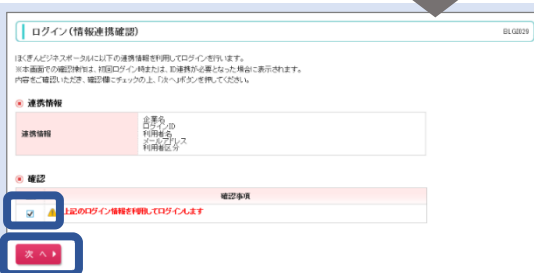 ログイン(情報連携確認)
BLGI029
ほくぎんビジネスポータルに以下の連携情報を利用してログインを行います。
※本画面での確認操作は、初回ログイン時または、ID連携が必要となった場合に表示されます。
内容をご確認いただき、確認欄にチェックの上、「次へ」ボタンを押してください。
連携情報
連携情報
企業名
ログインID
利用者名
メールアドレス
利用者区分
確認
確認事項
上記のログイン情報を利用してログインします
次 へ